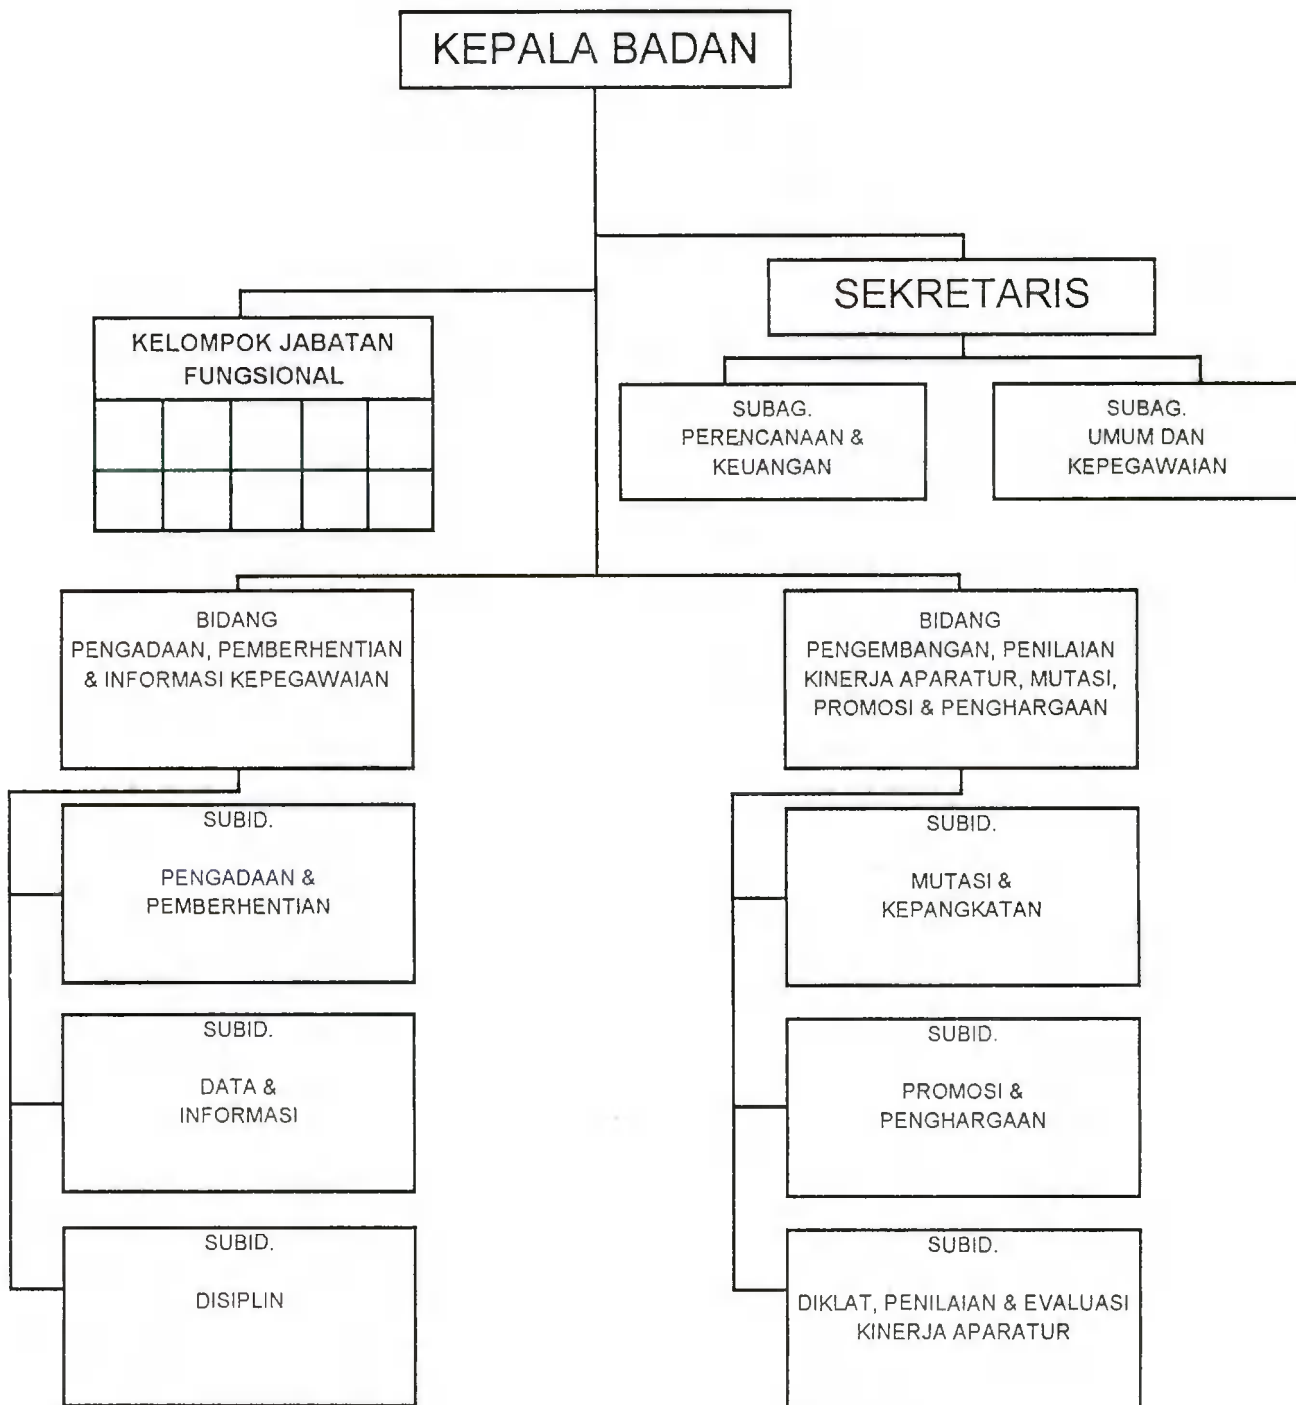 KEPALA BADAN
SEKRETARIS
KELOMPOK JABATAN
FUNGSIONAL
SUBAG.
PERENCANAAN &
KEUANGAN
SUBAG.
UMUM DAN
KEPEGAWAIAN
BIDANG
PENGADAAN, PEMBERHENTIAN
& INFORMASI KEPEGAWAIAN
BIDANG
PENGEMBANGAN, PENILAIAN
KINERJA APARATUR, MUTASI,
PROMOSI & PENGHARGAAN
SUBID.
PENGADAAN &
PEMBERHENTIAN
SUBID.
MUTASI &
KEPANGKATAN
SUBID.
DATA &
INFORMASI
SUBID.
PROMOSI &
PENGHARGAAN
SUBID.
DISIPLIN
SUBID.
DIKLAT, PENILAIAN & EVALUASI
KINERJA APARATUR